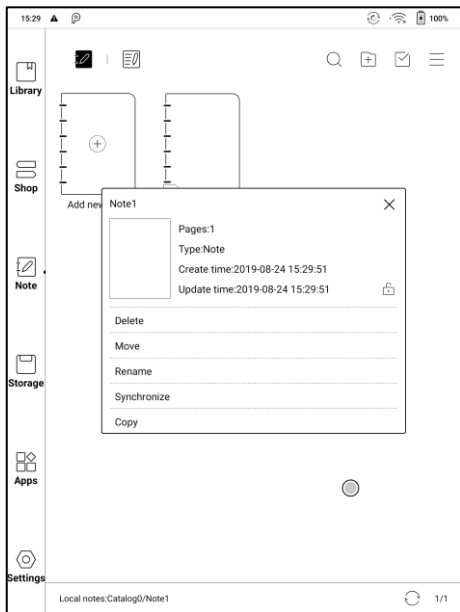 15:29
100%
Library
Shop
Note
Storage
Apps
Settings
Add new
Note1
Pages:1
Type:Note
Create time:2019-08-24 15:29:51
Update time:2019-08-24 15:29:51
Delete
Move
Rename
Synchronize
Copy
Local notes:Catalog0/Note1
1/1